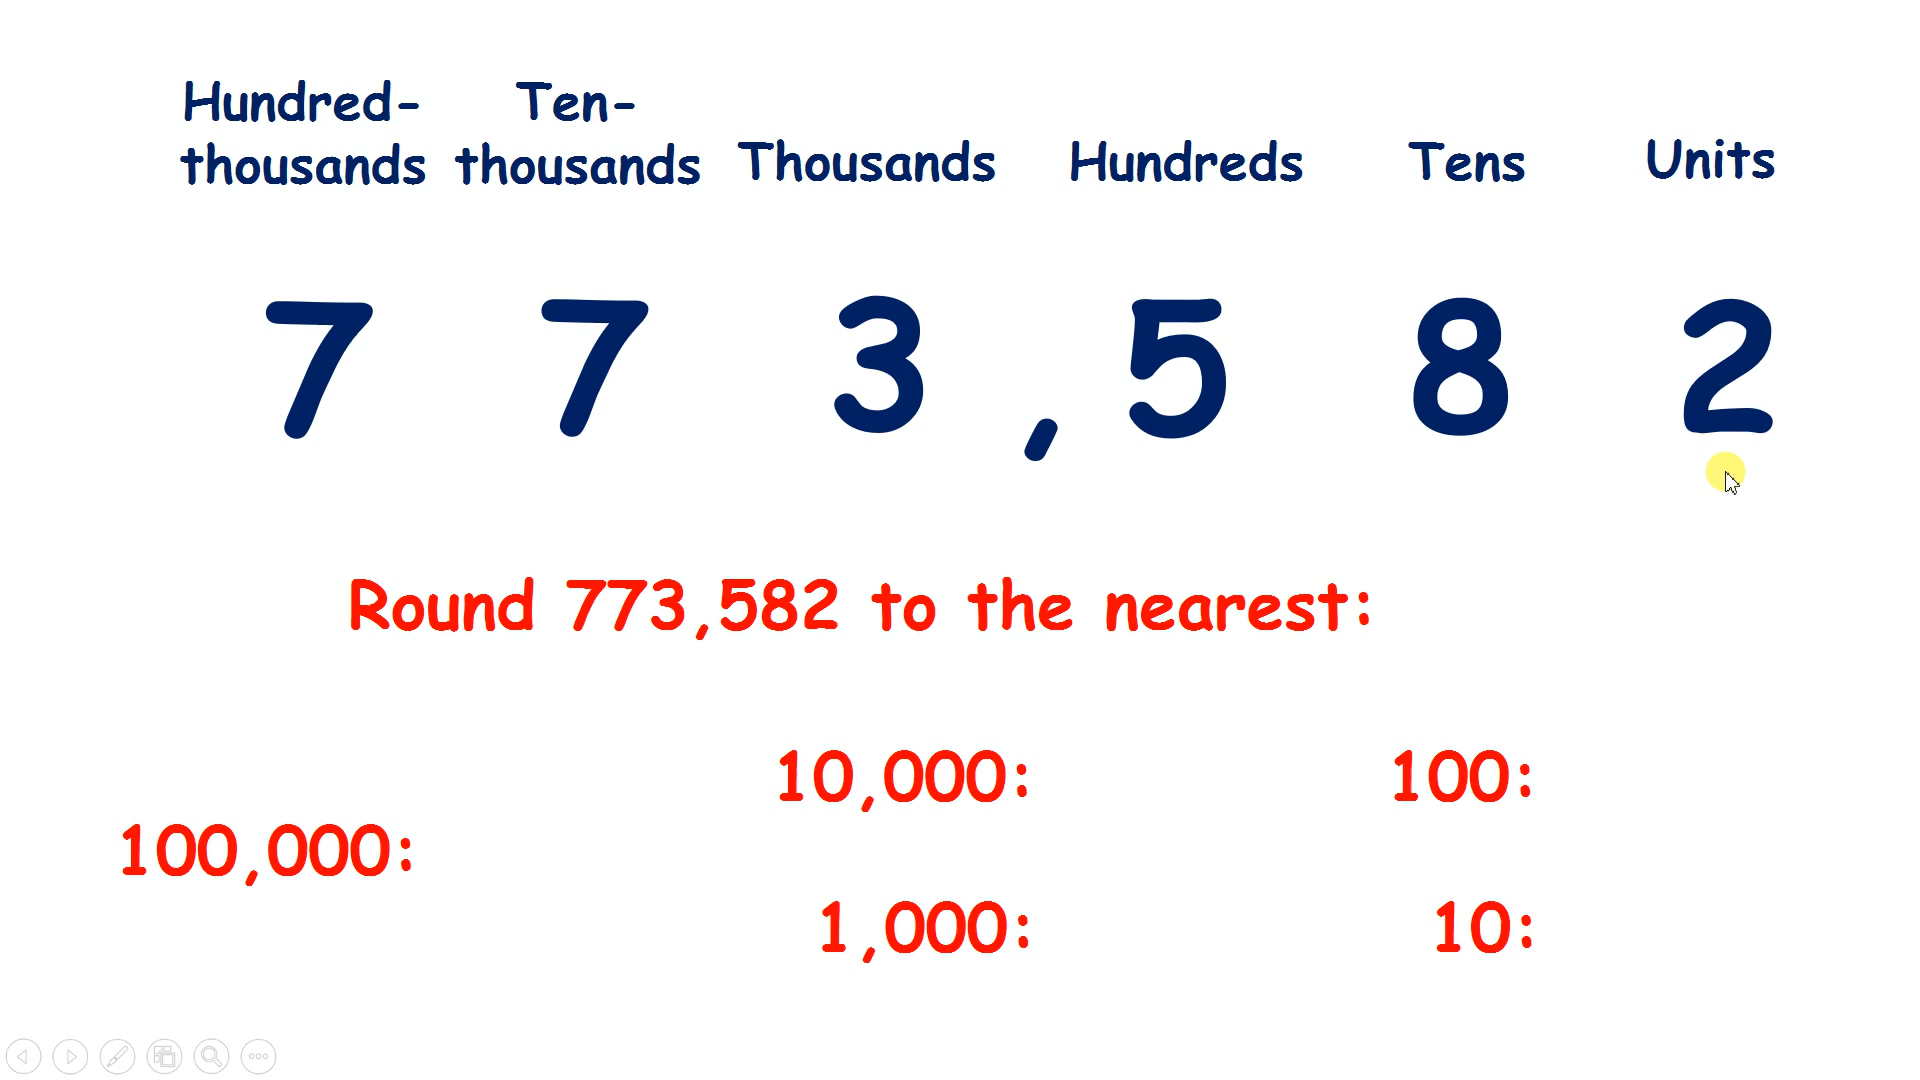 Hundred-thousands Ten-thousands Thousands Hundreds Tens Units
7 7 3 , 5 8 2
Round 773,582 to the nearest:
10,000: 100:
100,000:
1,000: 10: